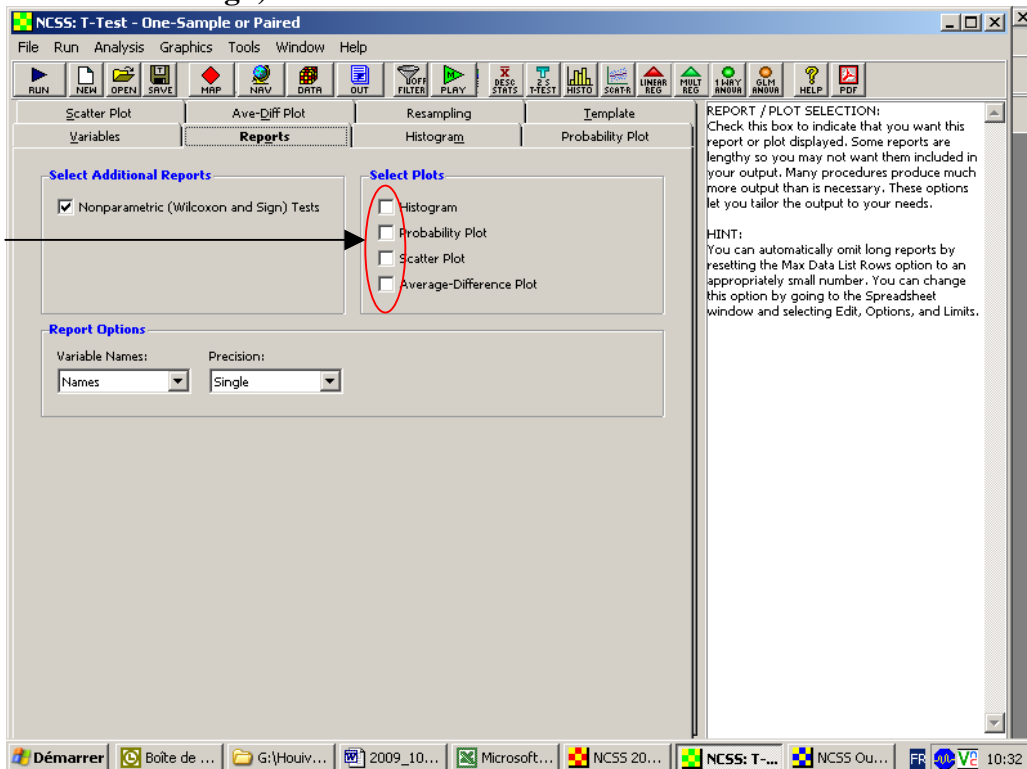 NCSS: T-Test - One-Sample or Paired
File Run Analysis Graphics Tools Window Help
RUN NEW OPEN SAVE MAP NAV DATA OUT FILTER PLAY DESC STATS 2 S T-TEST HISTO SCATR LINEAR REG MULT REG 1 WAY ANOVA GLM ANOVA HELP PDF
Scatter Plot Ave-Diff Plot Resampling Template
Variables Reports Histogram Probability Plot
Select Additional Reports
Nonparametric (Wilcoxon and Sign) Tests
Select Plots
Histogram
Probability Plot
Scatter Plot
Average-Difference Plot
Report Options
Variable Names: Precision:
Names Single
REPORT / PLOT SELECTION:
Check this box to indicate that you want this
report or plot displayed. Some reports are
lengthy so you may not want them included in
your output. Many procedures produce much
more output than is necessary. These options
let you tailor the output to your needs.
HINT:
You can automatically omit long reports by
resetting the Max Data List Rows option to an
appropriately small number. You can change
this option by going to the Spreadsheet
window and selecting Edit, Options, and Limits.
Démarrer Boîte de ... G:\Houiv... 2009_10... Microsoft... NCSS 20... NCSS: T-... NCSS Ou... FR 10:32